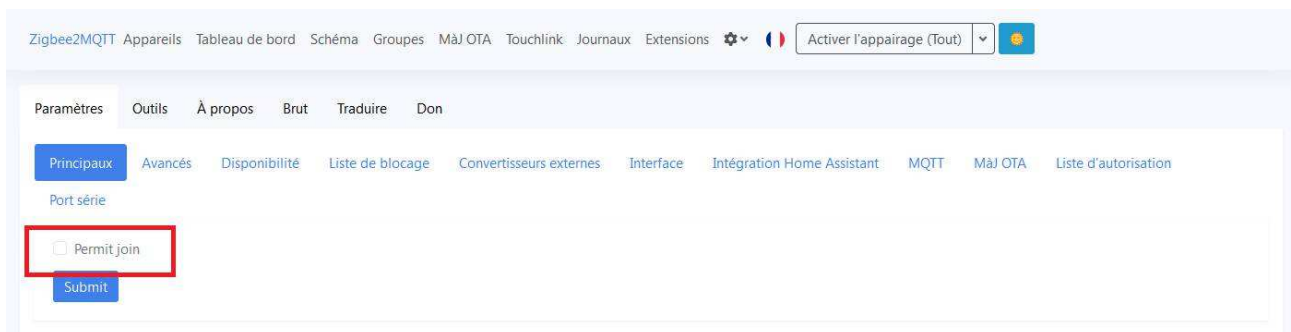 Zigbee2MQTT Appareils Tableau de bord Schéma Groupes MàJ OTA Touchlink Journaux Extensions Activer l'appairage (Tout)
Paramètres Outils À propos Brut Traduire Don
Principaux Avancés Disponibilité Liste de blocage Convertisseurs externes Interface Intégration Home Assistant MQTT MàJ OTA Liste d'autorisation
Port série
Permit join
Submit